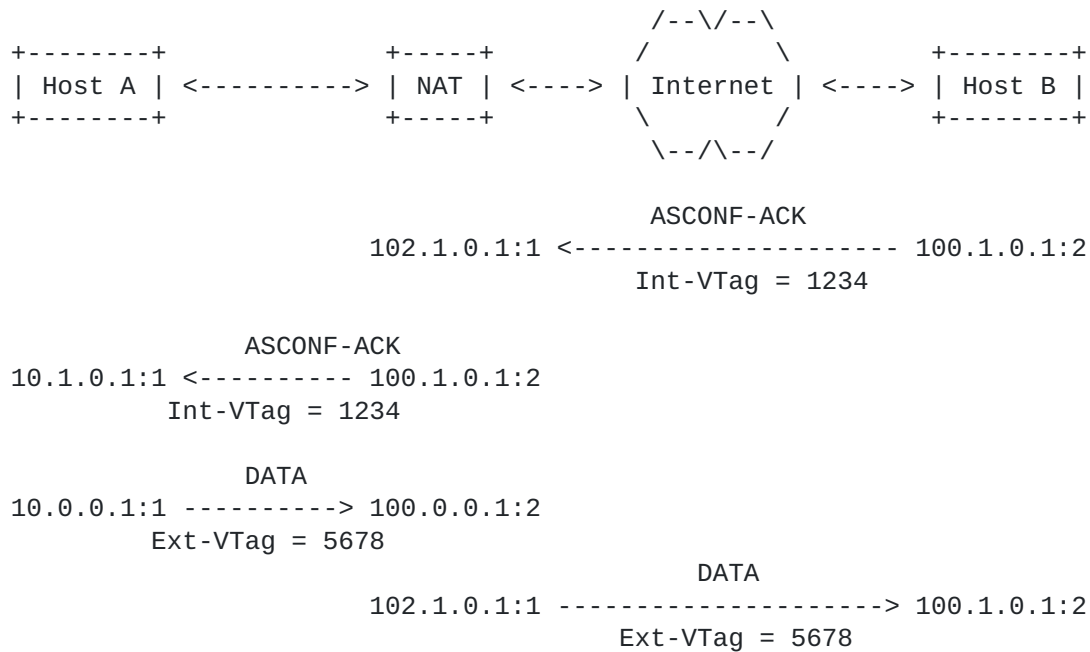 /--\/--\
+--------+ +-----+ / \ +--------+
| Host A | <----------> | NAT | <----> | Internet | <----> | Host B |
+--------+ +-----+ \ / +--------+
\--/\--/
ASCONF-ACK
102.1.0.1:1 <--------------------- 100.1.0.1:2
Int-VTag = 1234
ASCONF-ACK
10.1.0.1:1 <---------- 100.1.0.1:2
Int-VTag = 1234
DATA
10.0.0.1:1 ----------> 100.0.0.1:2
Ext-VTag = 5678
DATA
102.1.0.1:1 ---------------------> 100.1.0.1:2
Ext-VTag = 5678